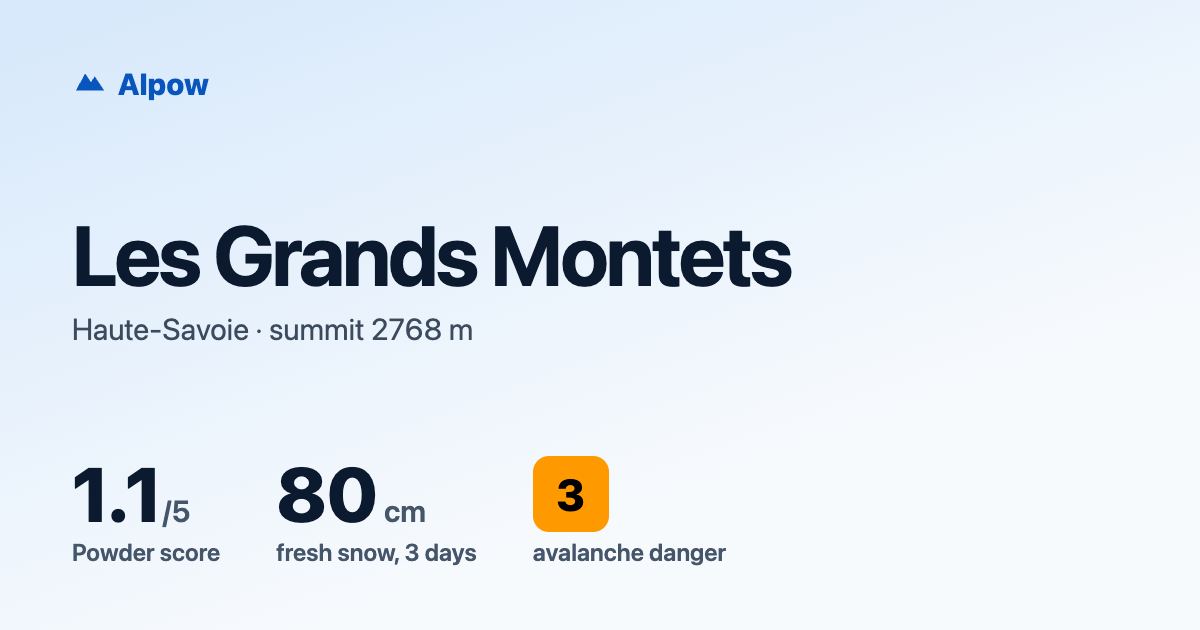 Alpow
Les Grands Montets
Haute-Savoie · summit 2768 m
1.1/5 80 cm 3
Powder score fresh snow, 3 days avalanche danger